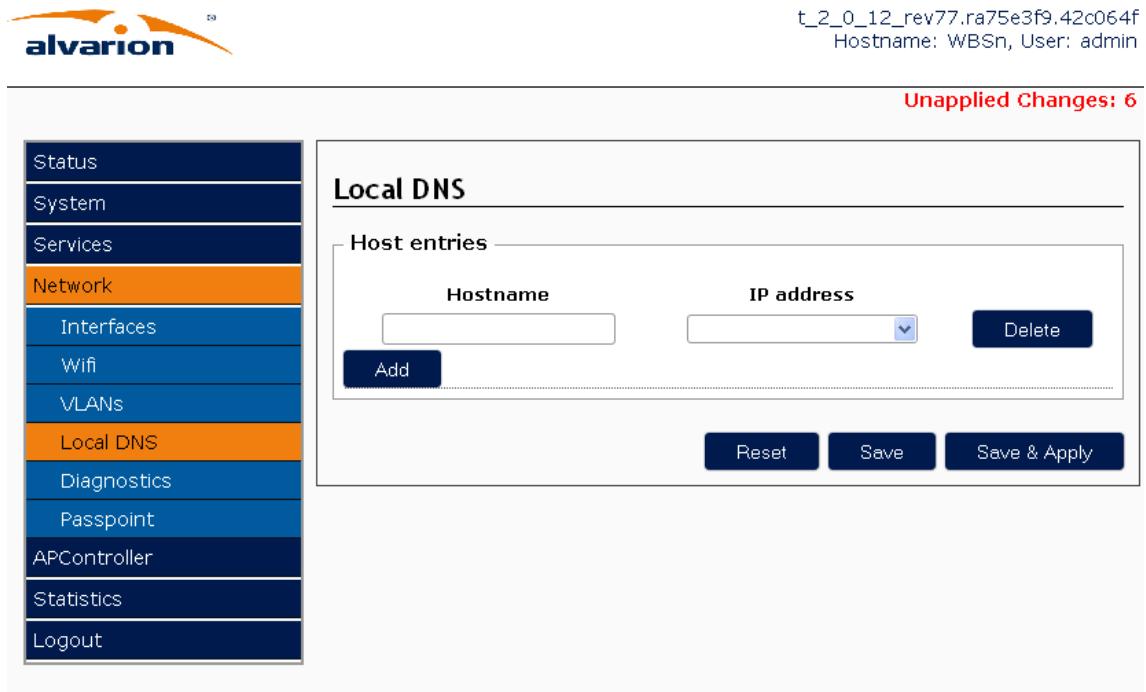 alvarion
®
t_2_0_12_rev77.ra75e3f9.42c064f
Hostname: WBSn, User: admin
Unapplied Changes: 6
Status
System
Services
Network
Interfaces
Wifi
VLANs
Local DNS
Diagnostics
Passpoint
APController
Statistics
Logout
Local DNS
Host entries
Hostname IP address
Delete
Add
Reset Save Save & Apply